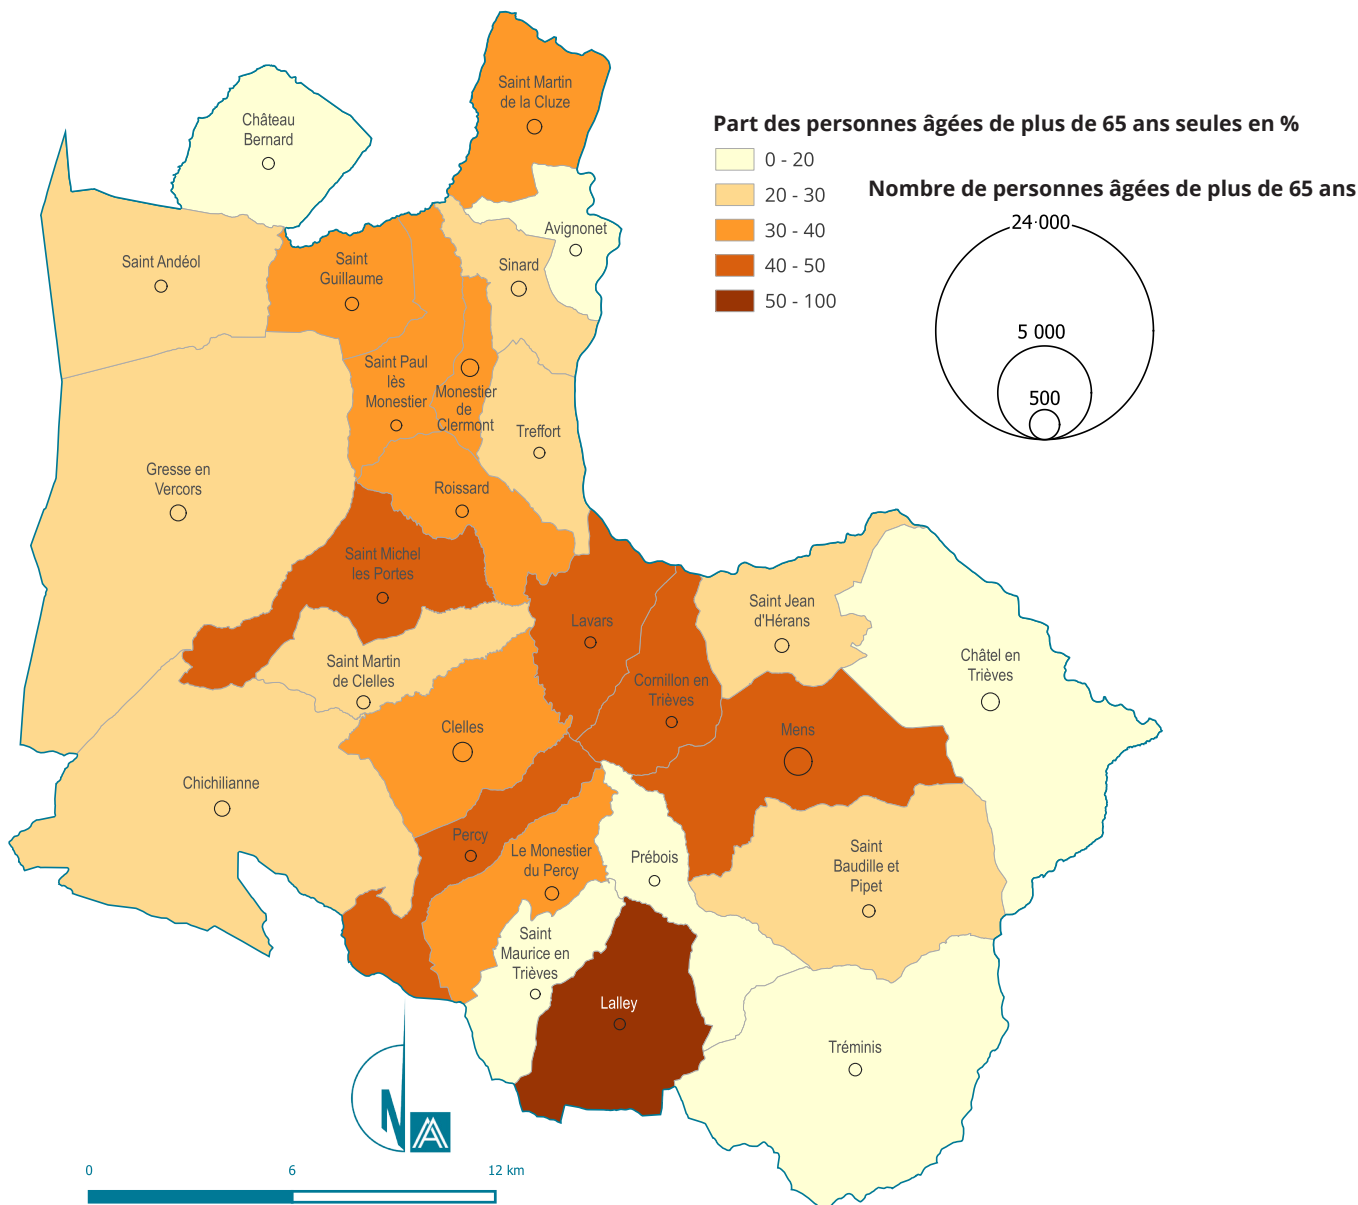 Saint Martin
de la Cluze
Château
Bernard
Part des personnes âgées de plus de 65 ans seules en %
0 - 20
20 - 30
30 - 40
40 - 50
50 - 100
Nombre de personnes âgées de plus de 65 ans
24 000
5 000
500
Avignonet
Saint Andéol
Saint
Guillaume
Sinard
Saint Paul
lès
Monestier
Monestier
de
Clermont
Treffort
Gresse en
Vercors
Roissard
Saint Michel
les Portes
Lavars
Saint Jean
d'Hérans
Saint Martin
de Clelles
Cornillon en
Trièves
Châtel en
Trièves
Clelles
Mens
Chichilianne
Percy
Le Monestier
du Percy
Prébois
Saint
Baudille et
Pipet
Saint
Maurice en
Trièves
Lalley
Tréminis
N
0
6
12 km